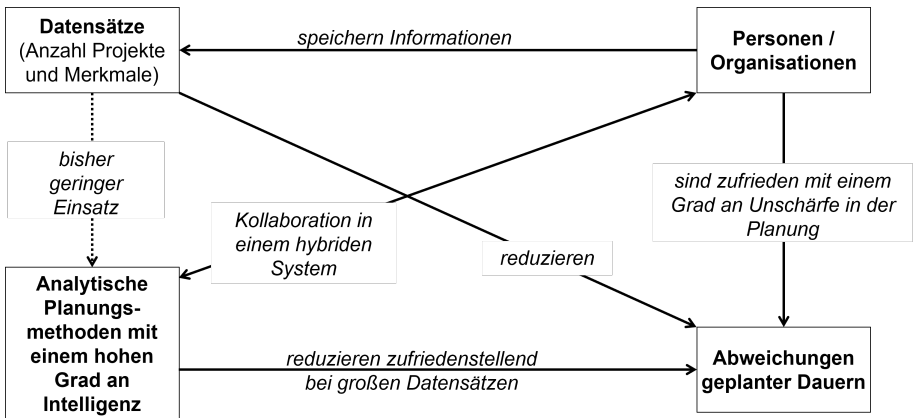 Datensätze
(Anzahl Projekte
und Merkmale)
speichern Informationen
Personen /
Organisationen
bisher
geringer
Einsatz
Kollaboration in
einem hybriden
System
reduzieren
sind zufrieden mit einem
Grad an Unschärfe in der
Planung
Analytische
Planungs-
methoden mit
einem hohen
Grad an
Intelligenz
reduzieren zufriedenstellend
bei großen Datensätzen
Abweichungen
geplanter Dauern